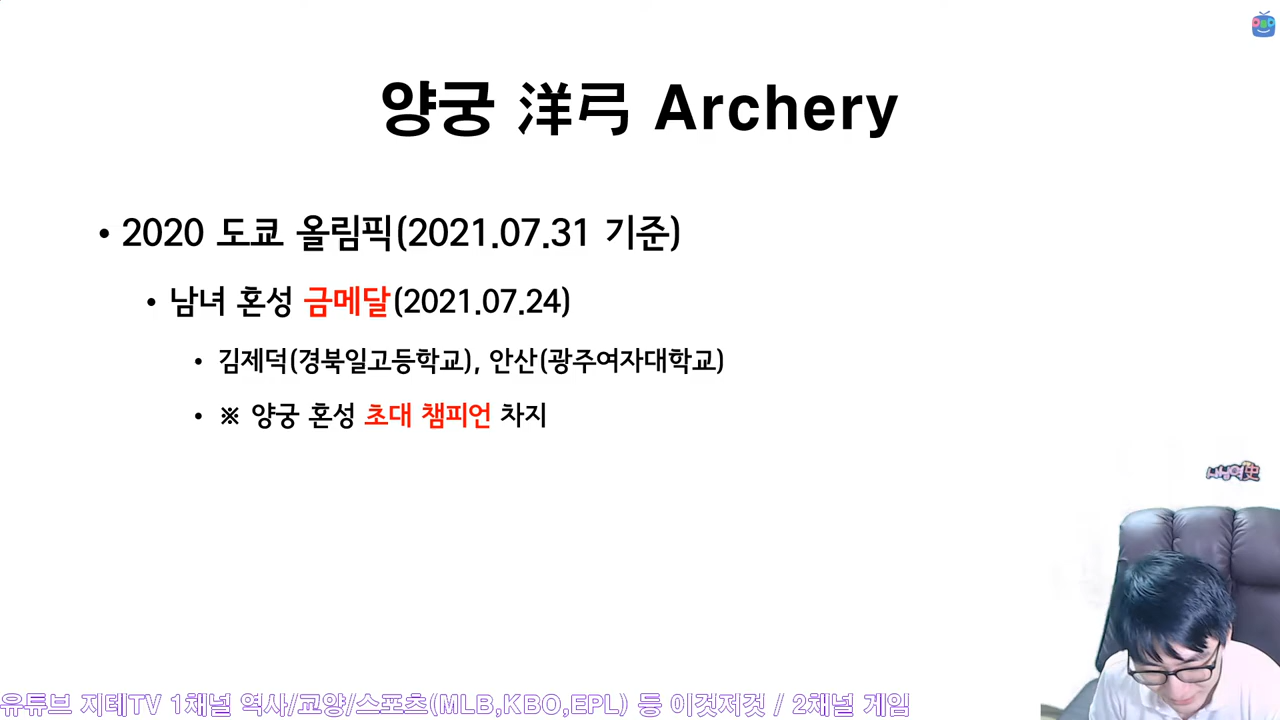 양궁 洋弓 Archery
• 2020 도쿄 올림픽(2021.07.31 기준)
• 남녀 혼성 금메달(2021.07.24)
• 김제덕(경북일고등학교), 안산(광주여자대학교)
• ※ 양궁 혼성 초대 챔피언 차지
유튜브 지테TV 1채널 역사/교양/스포츠(MLB,KBO,EPL) 등 이것저것 / 2채널 게임